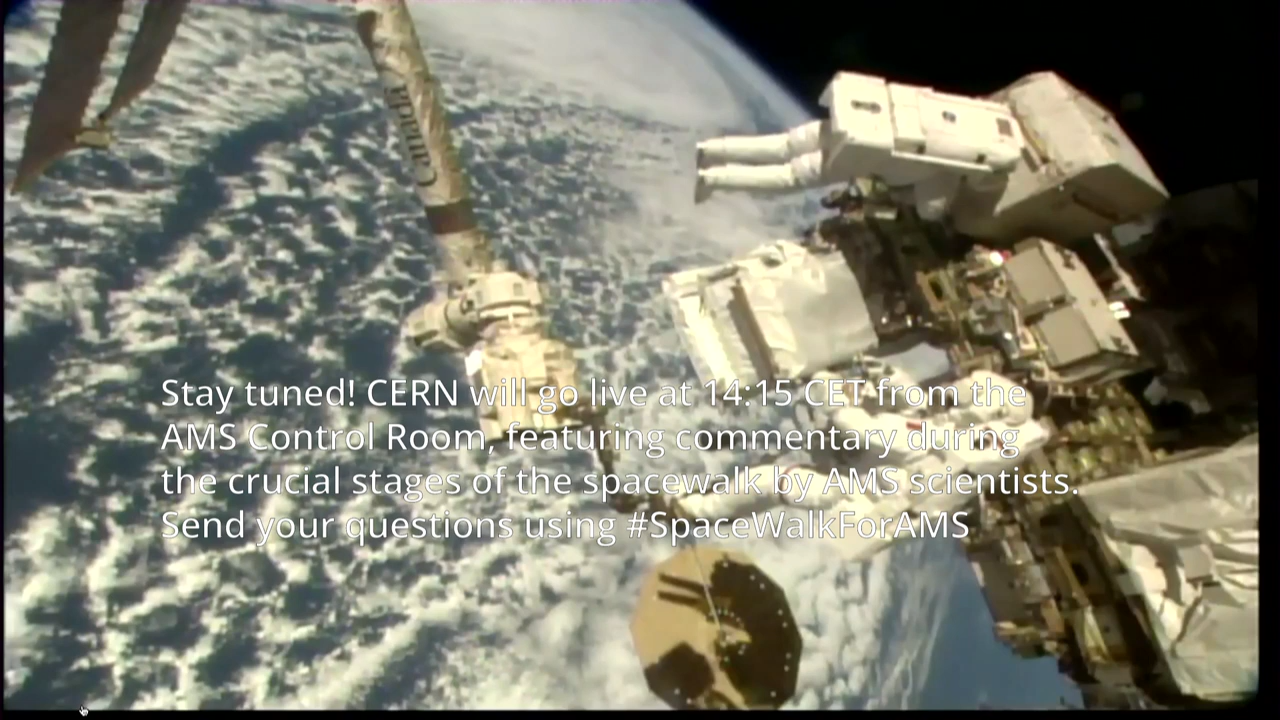 Canada
Stay tuned! CERN will go live at 14:15 CET from the
AMS Control Room, featuring commentary during
the crucial stages of the spacewalk by AMS scientists.
Send your questions using #SpaceWalkForAMS